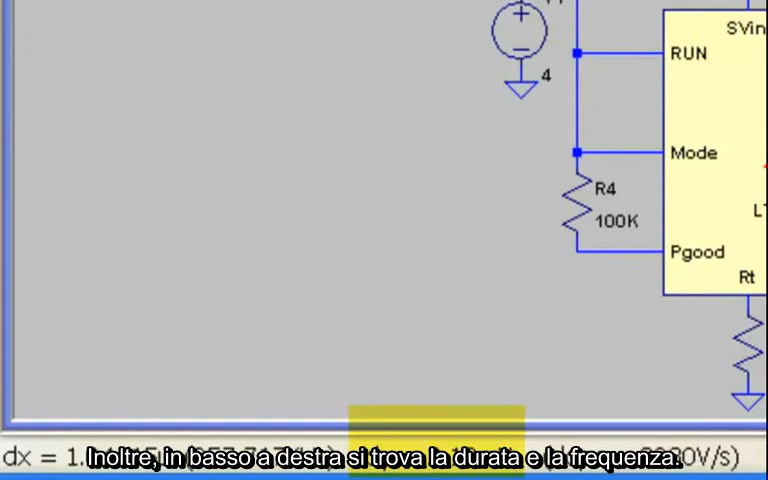 SVin
RUN
4
Mode
R4
100K
Pgood
Rt
dx = 1.
V/s)
Inoltre, in basso a destra si trova la durata e la frequenza.